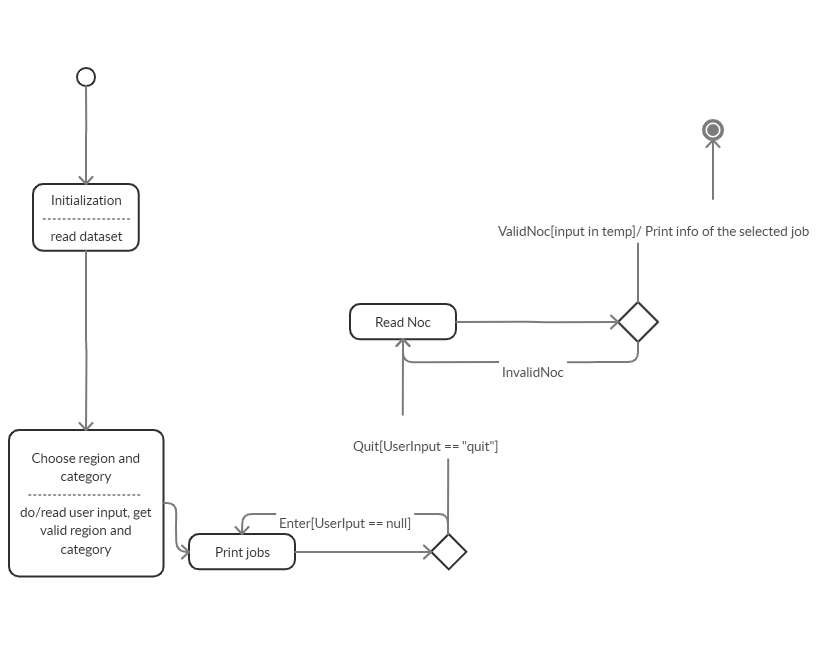 Initialization
read dataset
ValidNoc[input in temp]/ Print info of the selected job
Read Noc
InvalidNoc
Quit[UserInput == "quit"]
Choose region and
category
do/read user input, get
valid region and
category
Enter[UserIput == null]
Print jobs